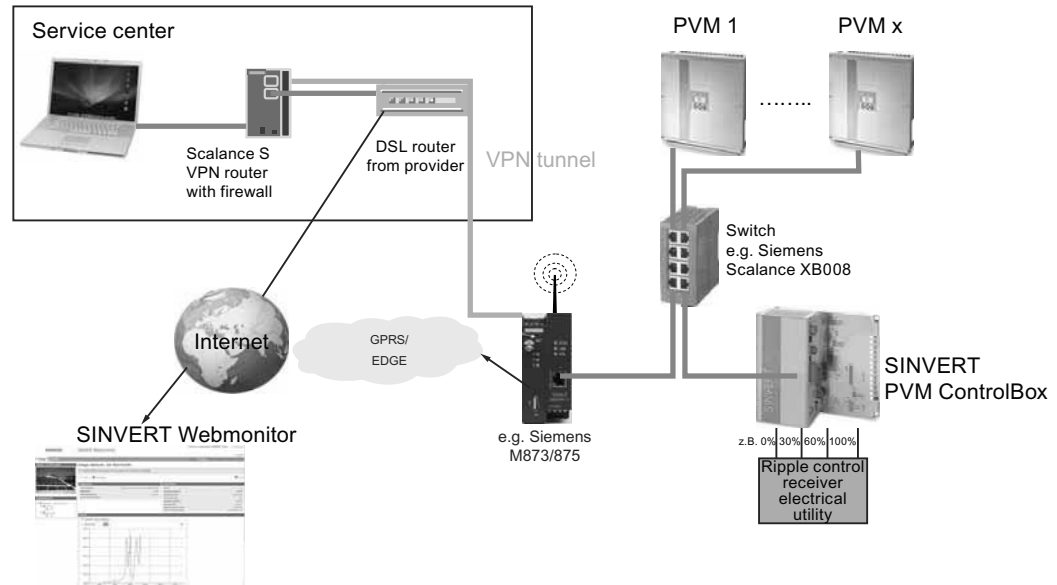 Service center
PVM 1
PVM x
........
Scalance S
VPN router
with firewall
DSL router
from provider
VPN tunnel
Switch
e.g. Siemens
Scalance XB008
Internet
GPRS/
EDGE
SINVERT
SINVERT
PVM ControlBox
e.g. Siemens
M873/875
SINVERT Webmonitor
z.B. 0% 30% 60% 100%
Ripple control
receiver
electrical
utility